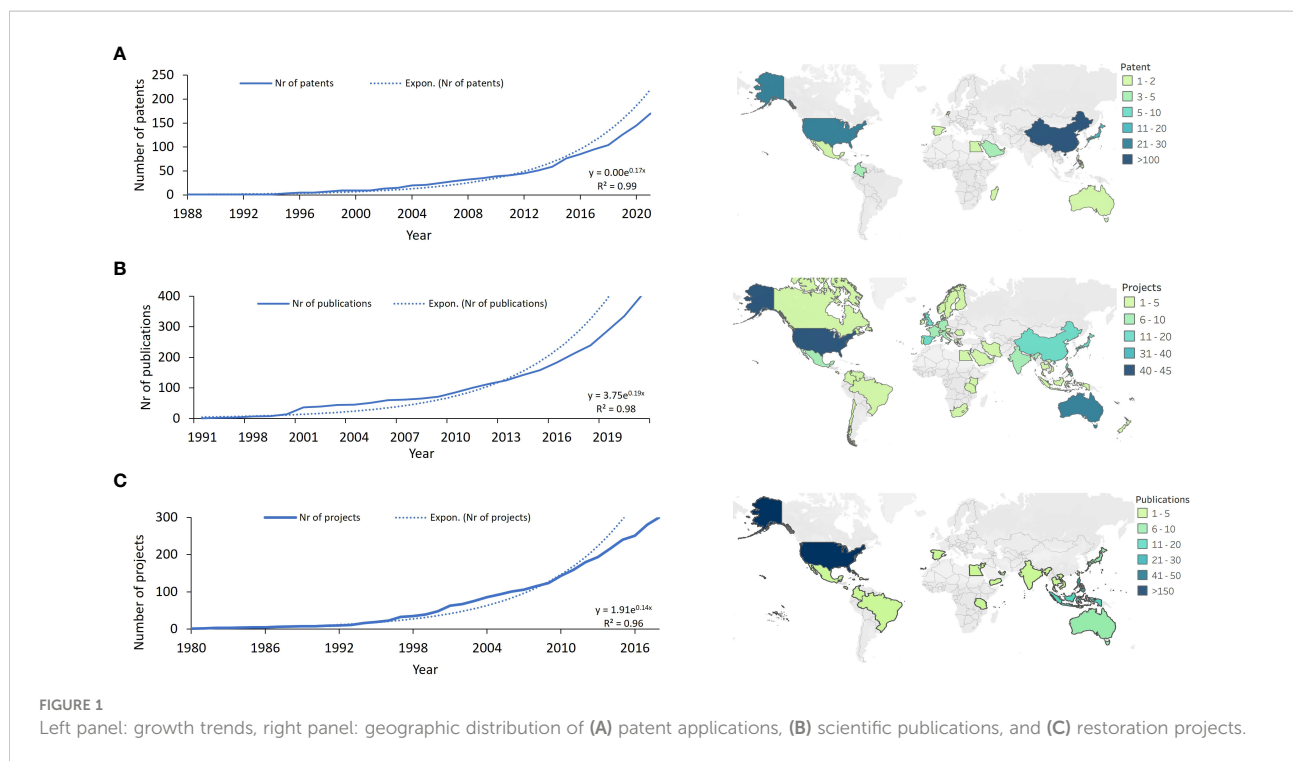 A
250
200
150
100
50
0
Number of patents
Nr of patents
Expon. (Nr of patents)
y = 0.00e0.17x
R² = 0.99
1988 1992 1996 2000 2004 2008 2012 2016 2020
Year
Patent
1 - 2
3 - 5
5 - 10
11 - 20
21 - 30
>100
B
400
300
200
100
0
Nr of publications
Nr of publications
Expon. (Nr of publications)
y = 3.75e0.19x
R² = 0.98
1991 1998 2001 2004 2007 2010 2013 2016 2019
Year
Projects
1 - 5
6 - 10
11 - 20
31 - 40
40 - 45
C
300
200
100
0
Number of projects
Nr of projects
Expon. (Nr of projects)
y = 1.91e0.14x
R² = 0.96
1980 1986 1992 1998 2004 2010 2016
Year
Publications
1 - 5
6 - 10
11 - 20
21 - 30
41 - 50
>150
FIGURE 1
Left panel: growth trends, right panel: geographic distribution of (A) patent applications, (B) scientific publications, and (C) restoration projects.